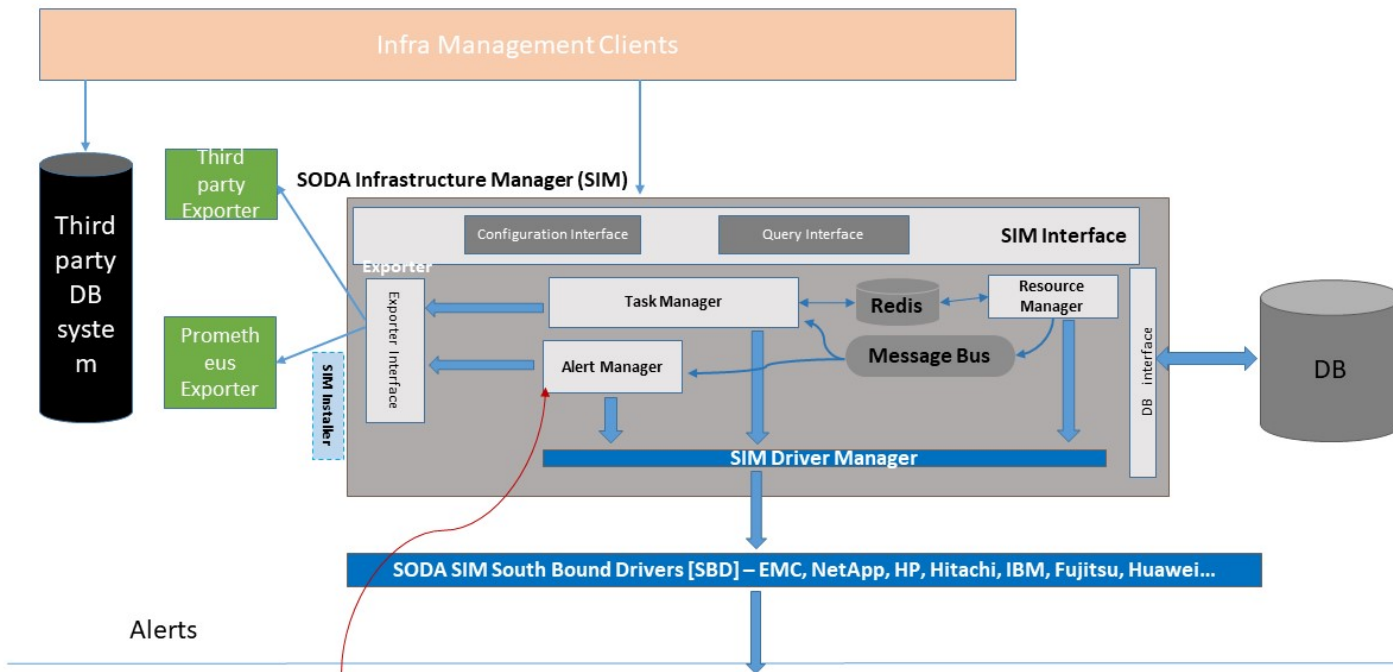 Infra Management Clients
Third
party
Exporter
SODA Infrastructure Manager (SIM)
Third
party
DB
syste
m
Configuration Interface
Query Interface
SIM Interface
Exporter
Exporter Interface
Task Manager
Redis
Resource
Manager
Prometh
eus
Exporter
Message Bus
Alert Manager
SIM Installer
DB interface
DB
SIM Driver Manager
SODA SIM South Bound Drivers [SBD] – EMC, NetApp, HP, Hitachi, IBM, Fujitsu, Huawei...
Alerts